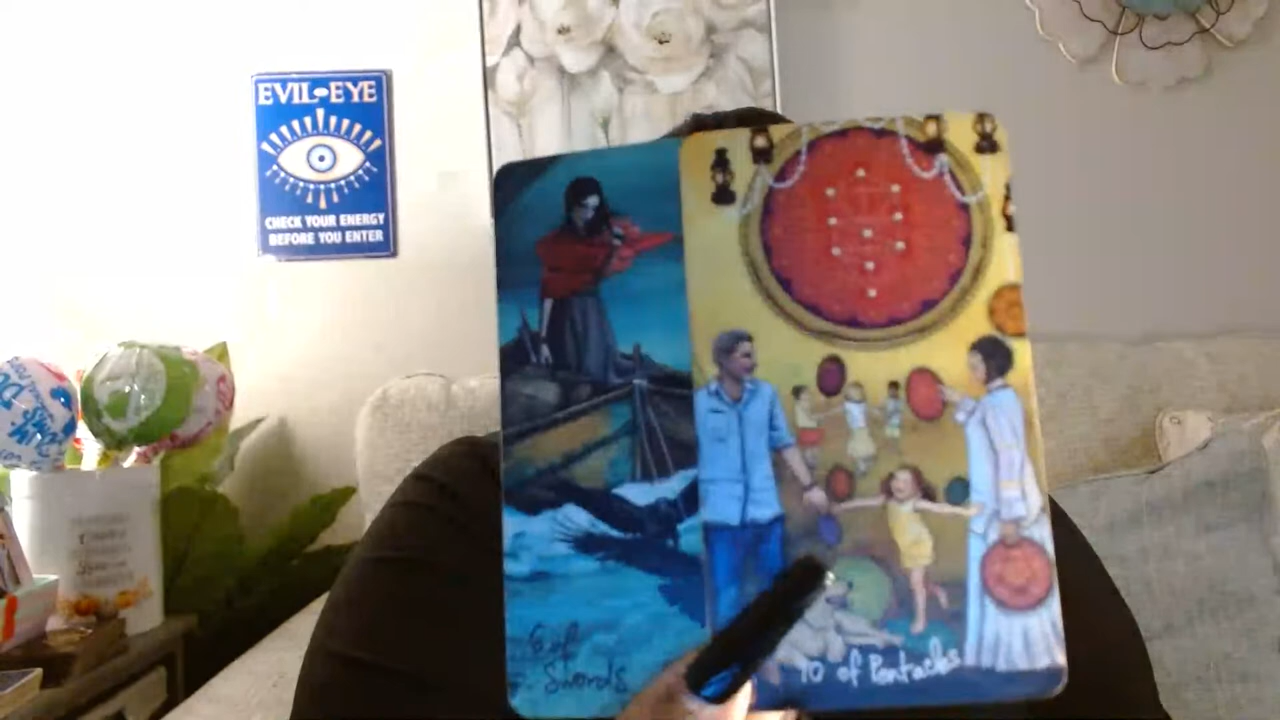 EVIL-EYE
CHECK YOUR ENERGY
BEFORE YOU ENTER
6 of
Swords
10 of Pentacles